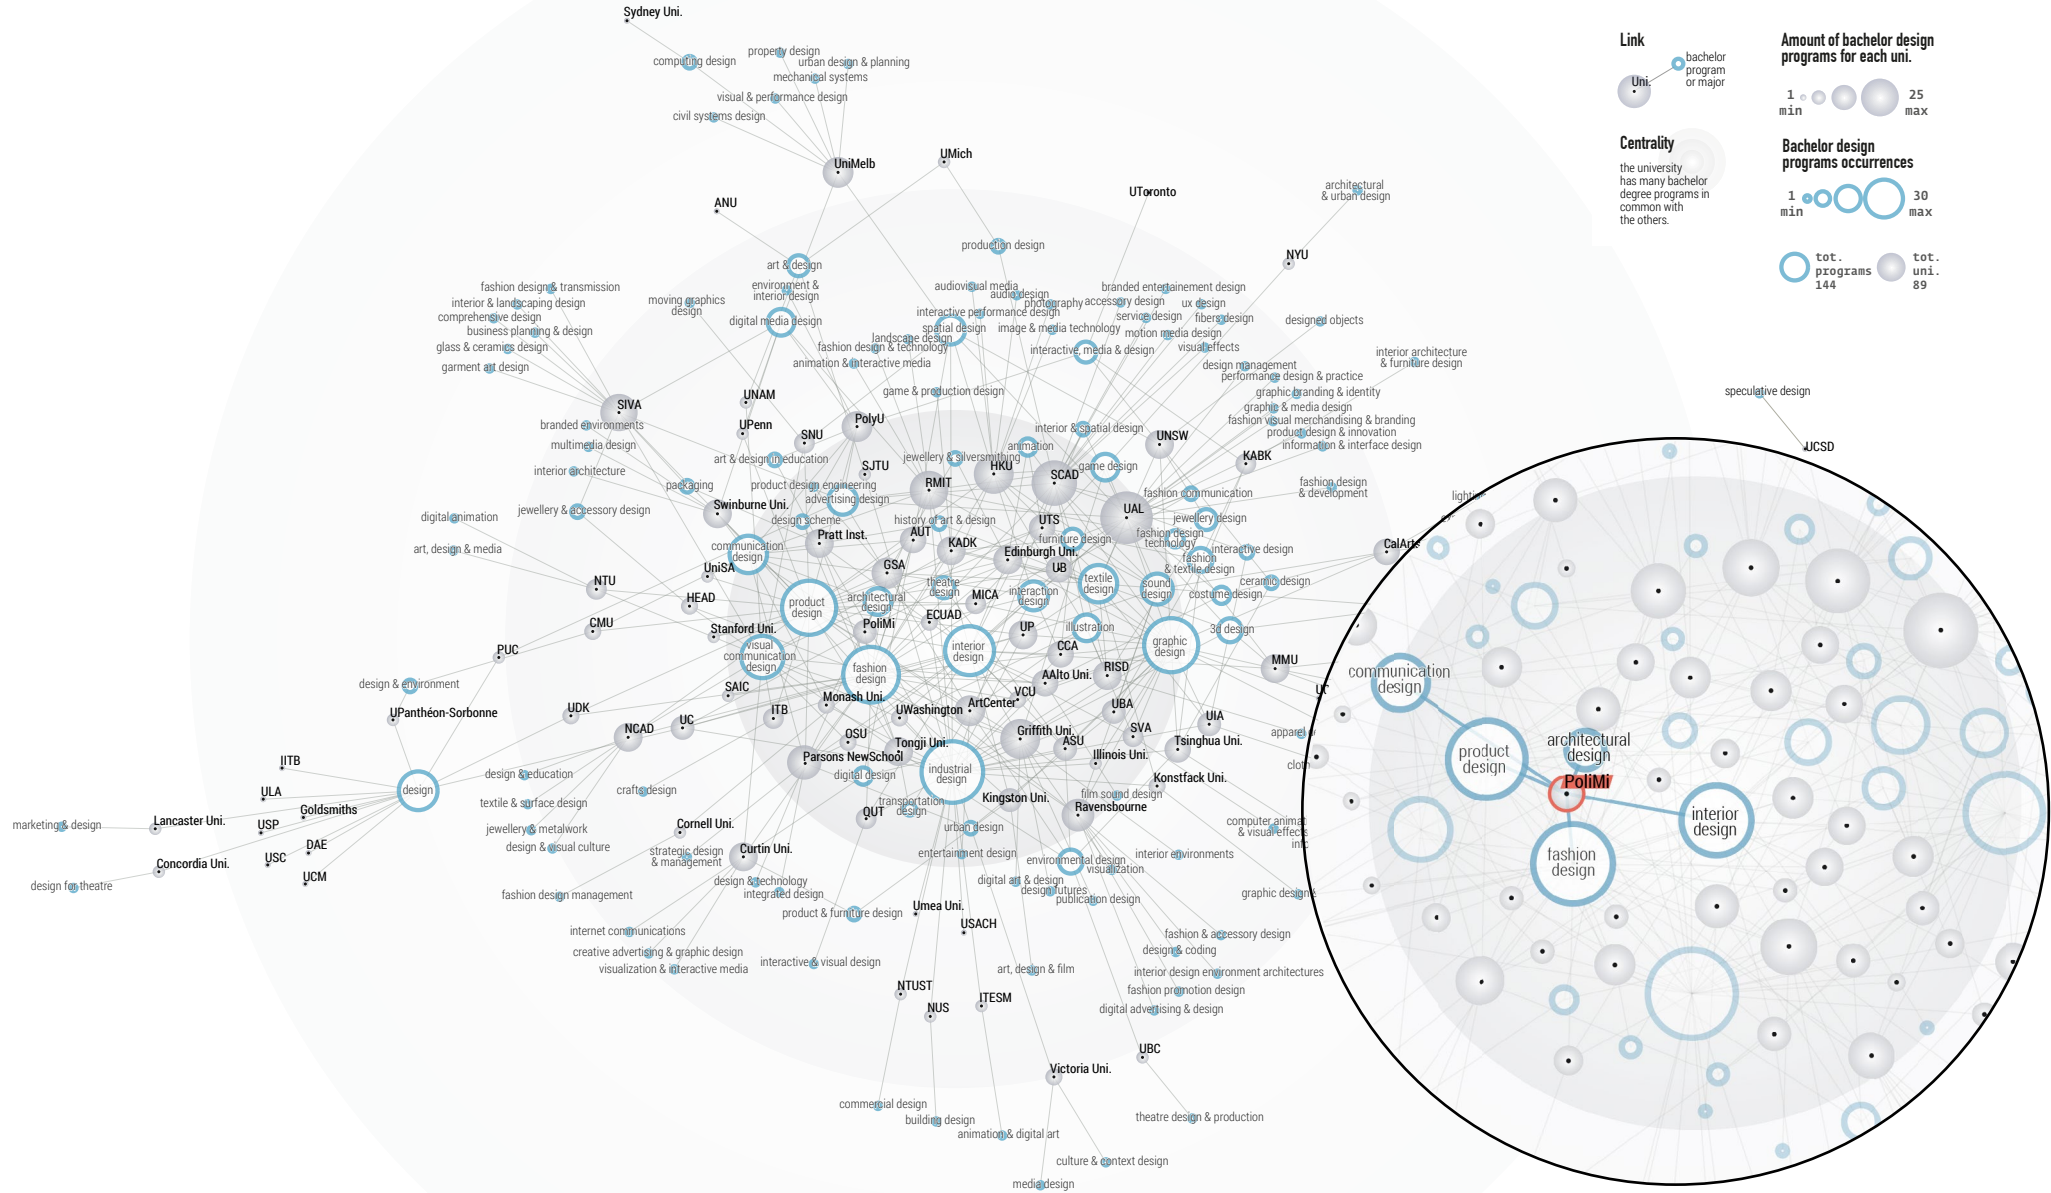 Sydney Uni.
property design
computing design
urban design & planning
mechanical systems
visual & performance design
civil systems design
UniMelb
UMich
ANU
UToronto
architectural
& urban design
production design
NYU
art & design
environment &
interior design
fashion design & transmission
interior & landscaping design
comprehensive design
business planning & design
glass & ceramics design
garment art design
moving graphics
design
digital media design
audiovisual media
audio design
photography
accessory design
branded entertainement design
ux design
interactive performance design
service design
fibers design
spatial design
image & media technology
motion media design
designed objects
landscape design
fashion design & technology
interactive, media & design
visual effects
animation & interactive media
design management
interior architecture
& furniture design
performance design & practice
game & production design
graphic branding & identity
speculative design
graphic & media design
fashion visual merchandising & branding
product design & innovation
information & interface design
UCSD
UNAM
SIVA
PolyU
UPenn
SNU
branded environments
multimedia design
interior & spatial design
UNSW
animation
art & design in education
jewellery & silversmithing
game design
KABK
SJTU
HKU
SCAD
interior architecture
RMIT
packaging
product design engineering
advertising design
fashion communication
fashion design
& development
Swinburne Uni.
jewellery & accessory design
UAL
digital animation
design scheme
history of art & design
UTS
jewellery design
Pratt Inst.
AUT
KADK
furniture design
fashion design
technology
CalArts
art, design & media
communication
design
Edinburgh Uni.
interactive design
fashion
& textile design
UniSA
GSA
UB
NTU
theatre
design
textile
design
sound
design
ceramic design
HEAD
product
design
architectural
design
MICA
interaction
design
costume design
CMU
Stanford Uni.
PoliMi
ECUAD
UP
illustration
3d design
PUC
visual
communication
design
interior
design
CCA
graphic
design
fashion
design
RISD
MMU
design & environment
SAIC
AAlto Uni.
Monash Uni.
VCU
UPanthéon-Sorbonne
UDK
ITB
UWashington
ArtCenter
UBA
NCAD
UC
OSU
Griffith Uni.
SVA
UIA
Tongji Uni.
ASU
Tsinghua Uni.
Parsons NewSchool
Illinois Uni.
IITB
design & education
digital design
industrial
design
Konstfack Uni.
ULA
design
crafts design
film sound design
Goldsmiths
textile & surface design
transportation
design
Kingston Uni.
Ravensbourne
marketing & design
Lancaster Uni.
USP
jewellery & metalwork
Cornell Uni.
QUT
urban design
DAE
design & visual culture
strategic design
& management
Curtin Uni.
entertainment design
environmental design
interior environments
Concordia Uni.
USC
visualization
UCM
design & technology
digital art & design
design for theatre
integrated design
design futures
fashion design management
publication design
product & furniture design
Umea Uni.
USACH
internet communications
fashion & accessory design
creative advertising & graphic design
design & coding
interactive & visual design
visualization & interactive media
art, design & film
interior design environment architectures
NTUST
fashion promotion design
ITESM
NUS
digital advertising & design
UBC
Victoria Uni.
commercial design
building design
theatre design & production
animation & digital art
culture & context design
media design
Link
Uni.
bachelor
program
or major
Centrality
the university
has many bachelor
degree programs in
common with
the others.
Amount of bachelor design
programs for each uni.
1
min
25
max
Bachelor design
programs occurrences
1
min
30
max
tot.
programs
144
tot.
uni.
89
communication
design
product
design
architectural
design
PoliMi
interior
design
fashion
design